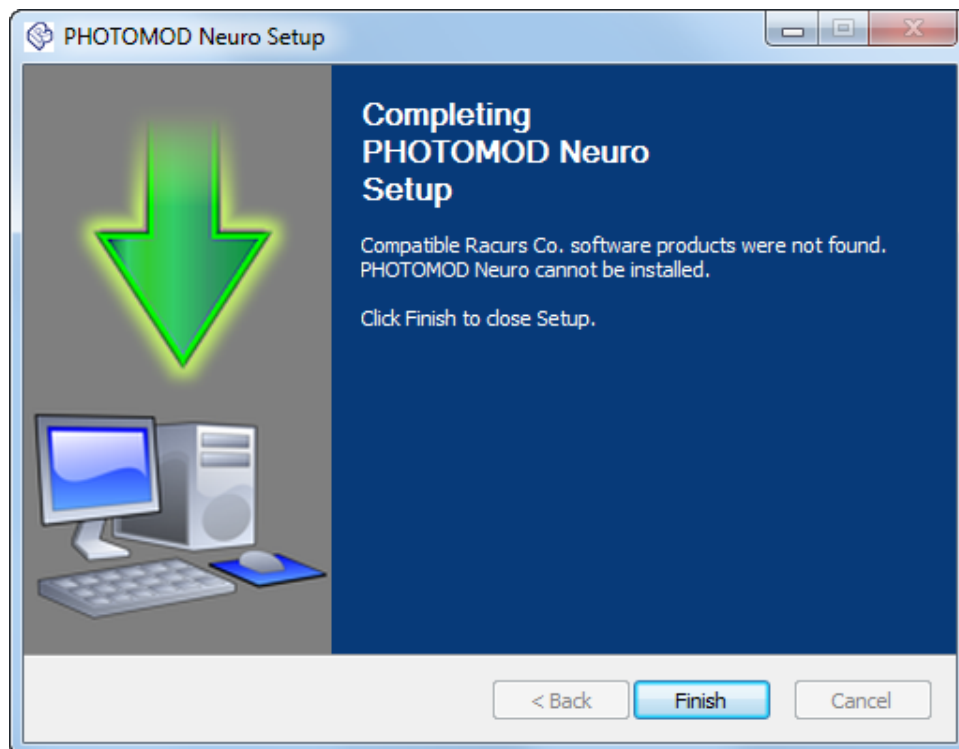 PHOTOMOD Neuro Setup
Completing
PHOTOMOD Neuro
Setup
Compatible Racurs Co. software products were not found.
PHOTOMOD Neuro cannot be installed.
Click Finish to close Setup.
< Back
Finish
Cancel